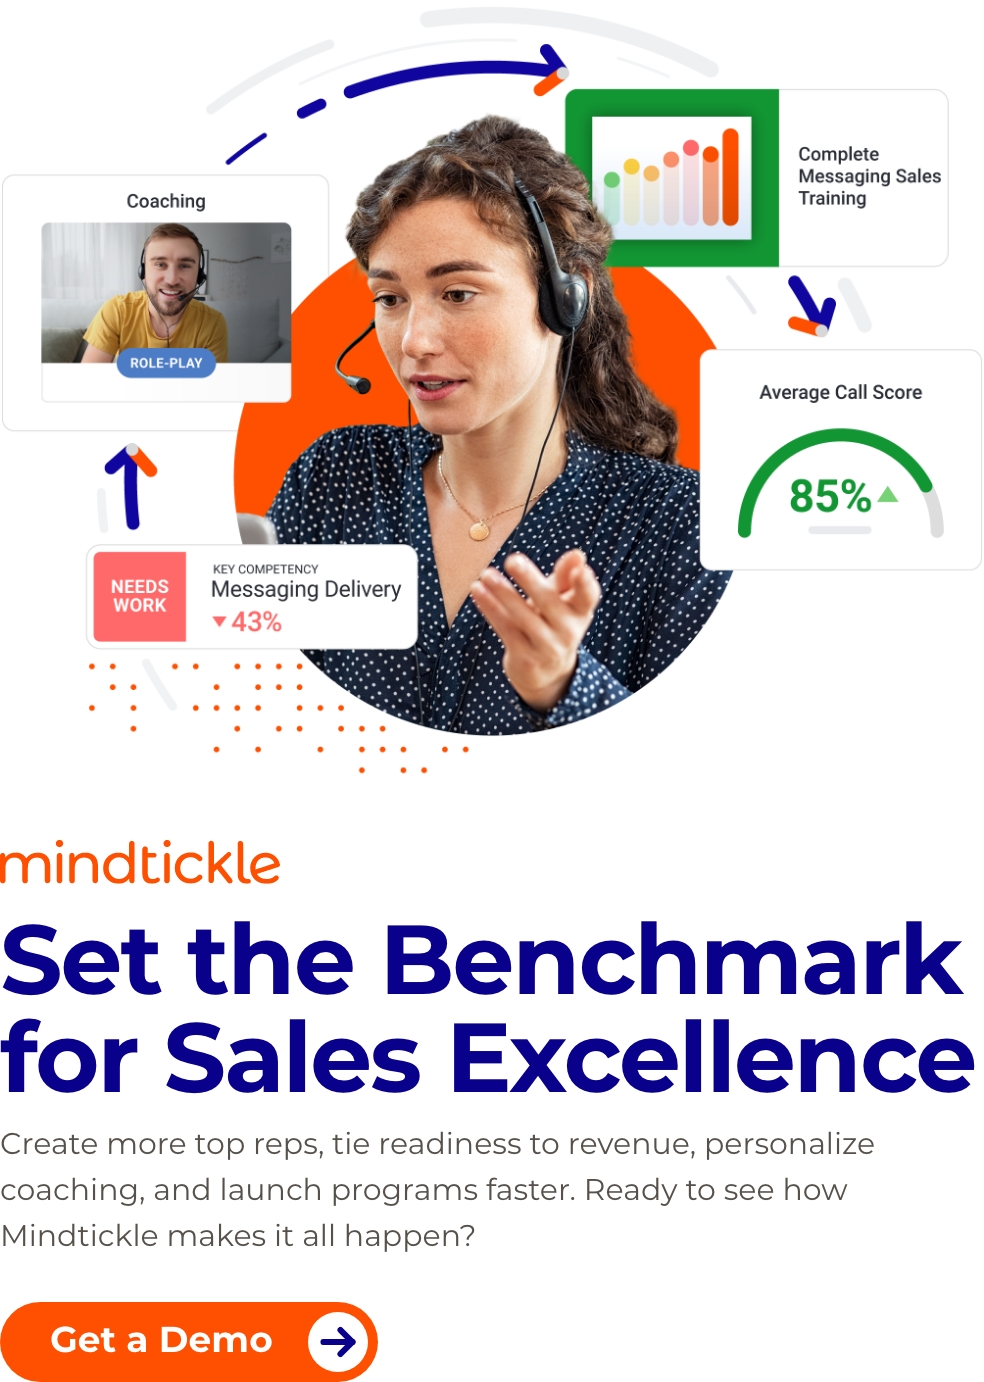 Coaching
ROLE-PLAY
Complete
Messaging Sales
Training
Average Call Score
85%
NEEDS
WORK
KEY COMPETENCY
Messaging Delivery
43%
mindtickle
Set the Benchmark
for Sales Excellence
Create more top reps, tie readiness to revenue, personalize
coaching, and launch programs faster. Ready to see how
Mindtickle makes it all happen?
Get a Demo